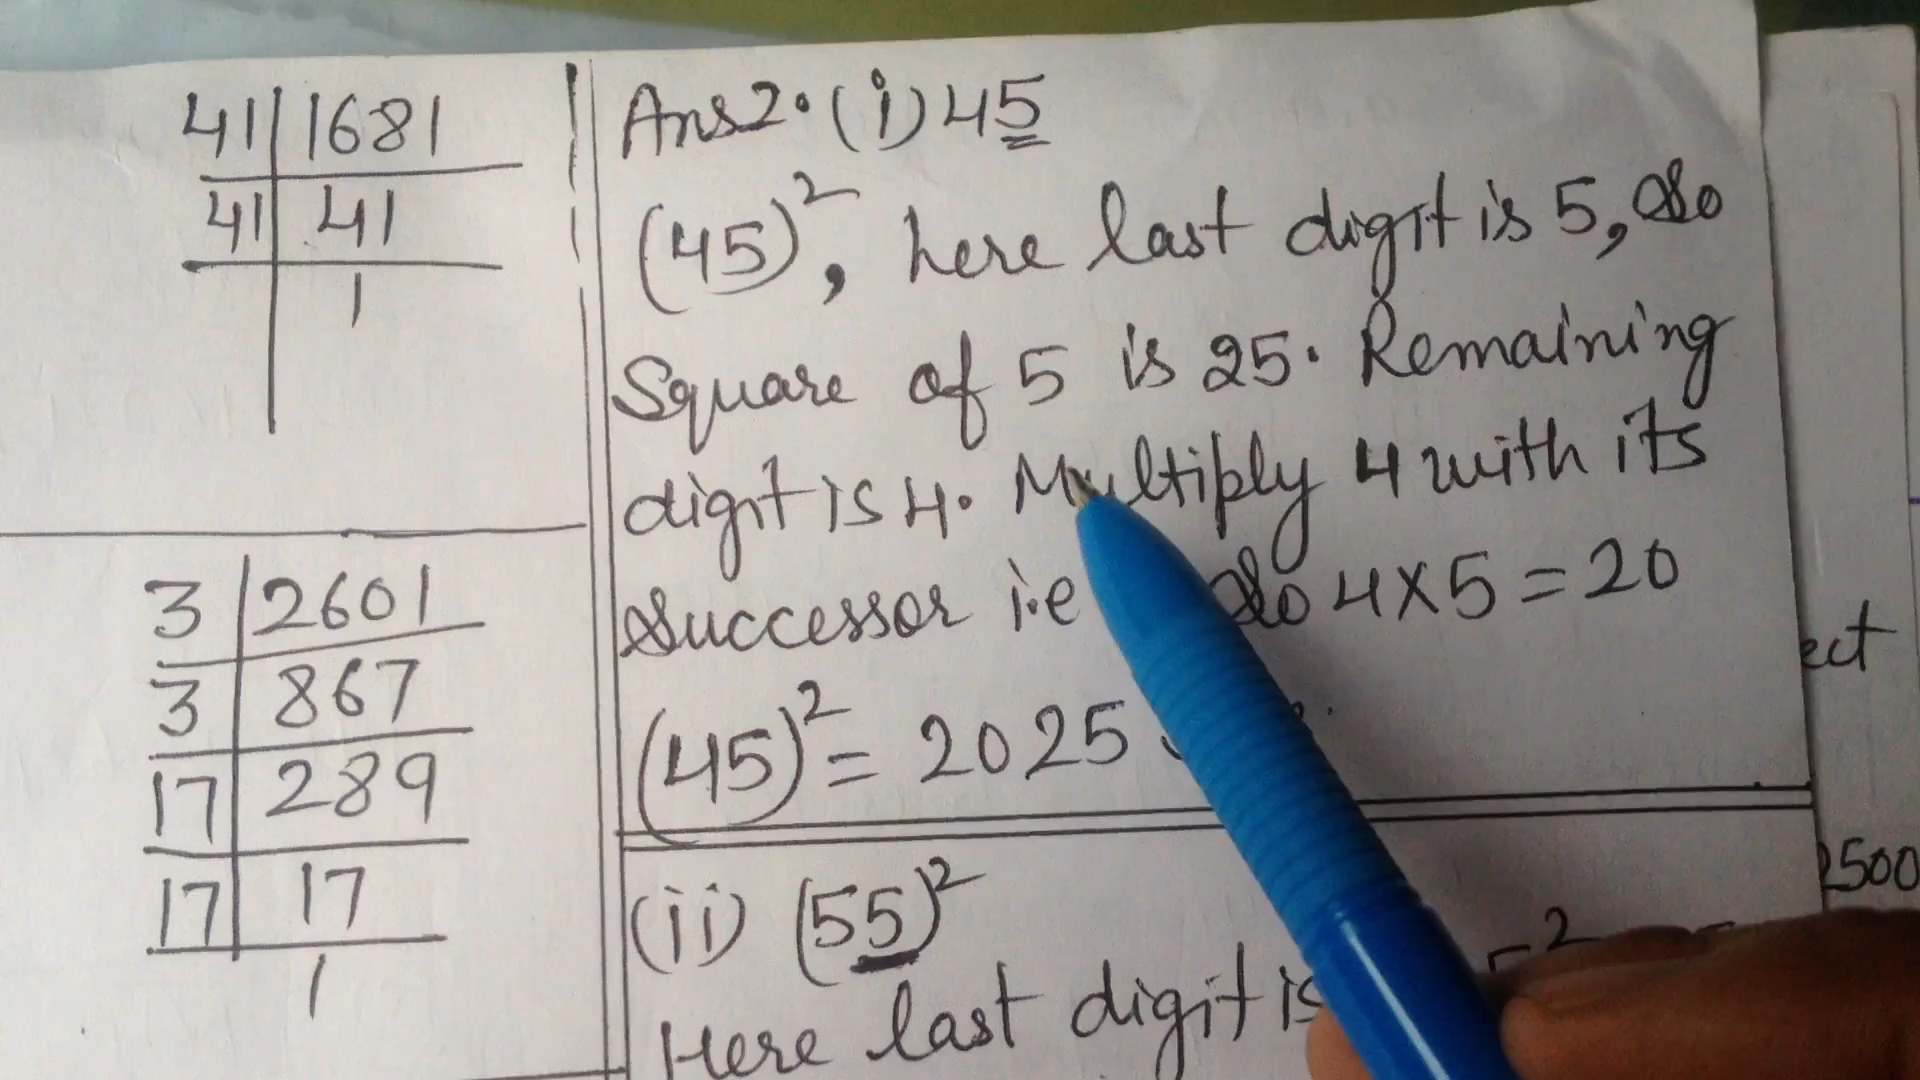 41 | 1681
41 | 41
1
3 | 2601
3 | 867
17 | 289
17 | 17
1
Ans2. (i) 45
(45)², here last digit is 5, So
Square of 5 is 25. Remaining
digit is 4. Multiply 4 with its
Successor i.e So 4×5=20
(45)² = 2025
(ii) (55)²
Here last digit is
ect
2500